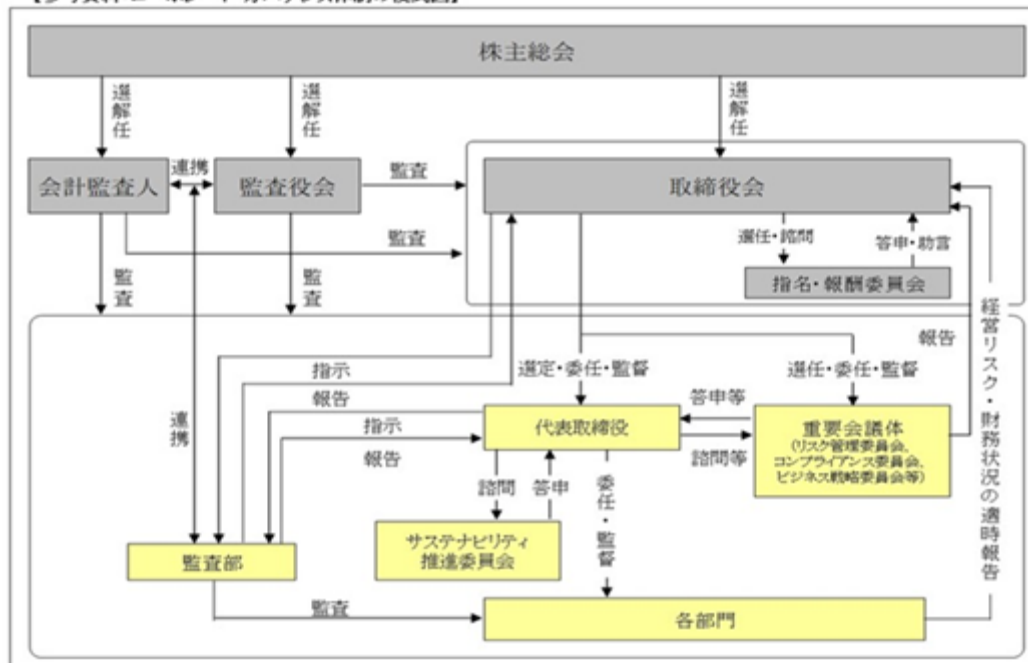 株主総会
選解任
選解任
選解任
会計監査人
連携
監査役会
監査
取締役会
監査
選任・諮問
答申・助言
指名・報酬委員会
監査
監査
経営リスク・財務状況の適時報告
報告
指示
報告
選定・委任・監督
選任・委任・監督
連携
指示
報告
代表取締役
答申等
諮問等
重要会議体
(リスク管理委員会、
コンプライアンス委員会、
ビジネス戦略委員会等)
諮問
答申
委任・監督
監査部
サステナビリティ
推進委員会
監査
各部門